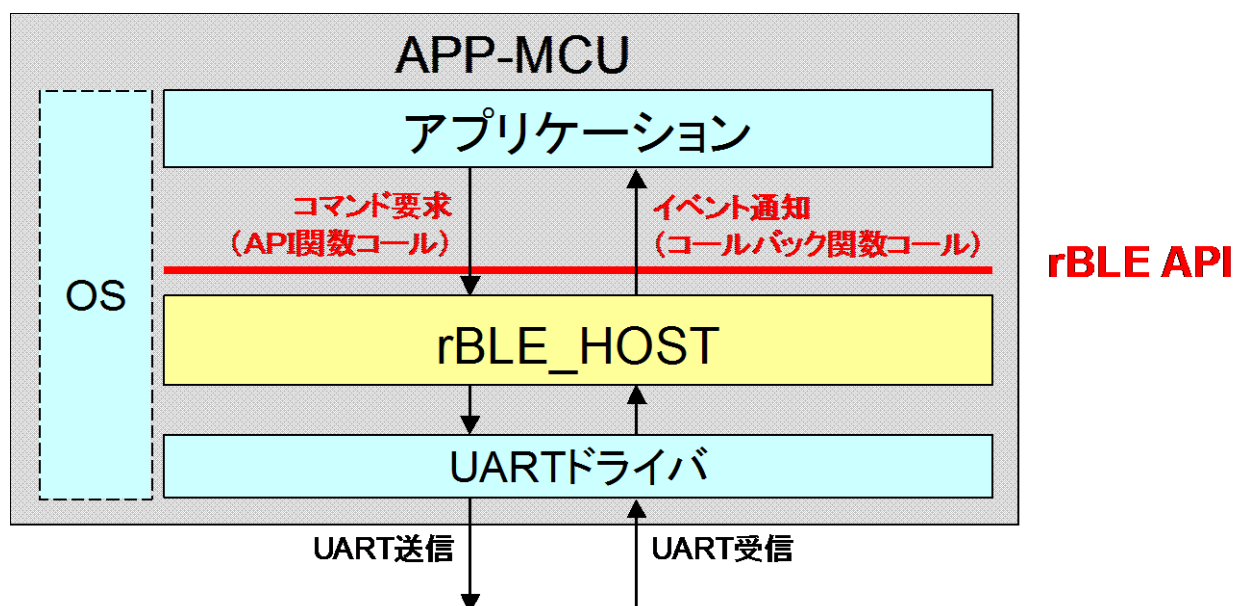 APP-MCU
アプリケーション
コマンド要求
（API関数コール）
イベント通知
（コールバック関数コール）
rBLE API
OS
rBLE_HOST
UARTドライバ
UART送信
UART受信